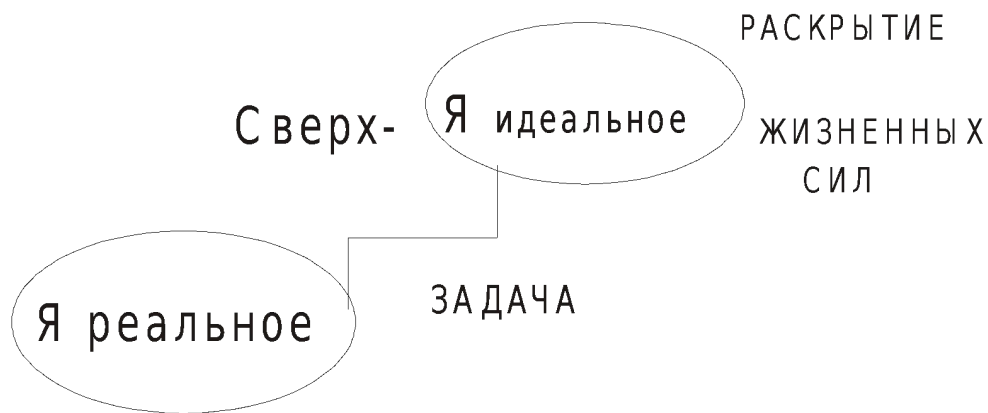 РАСКРЫТИЕ
Сверх- Я идеальное
ЖИЗНЕННЫХ
СИЛ
ЗАДАЧА
Я реальное